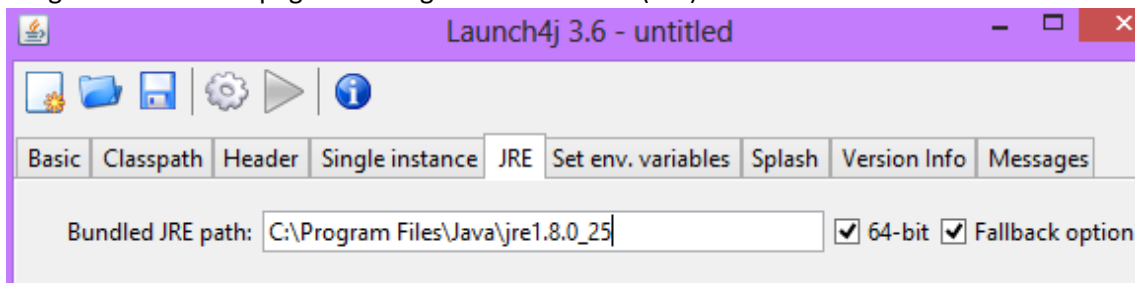 Launch4j 3.6 - untitled
Basic Classpath Header Single instance JRE Set env. variables Splash Version Info Messages
Bundled JRE path: C:\Program Files\Java\jre1.8.0_25 64-bit Fallback option